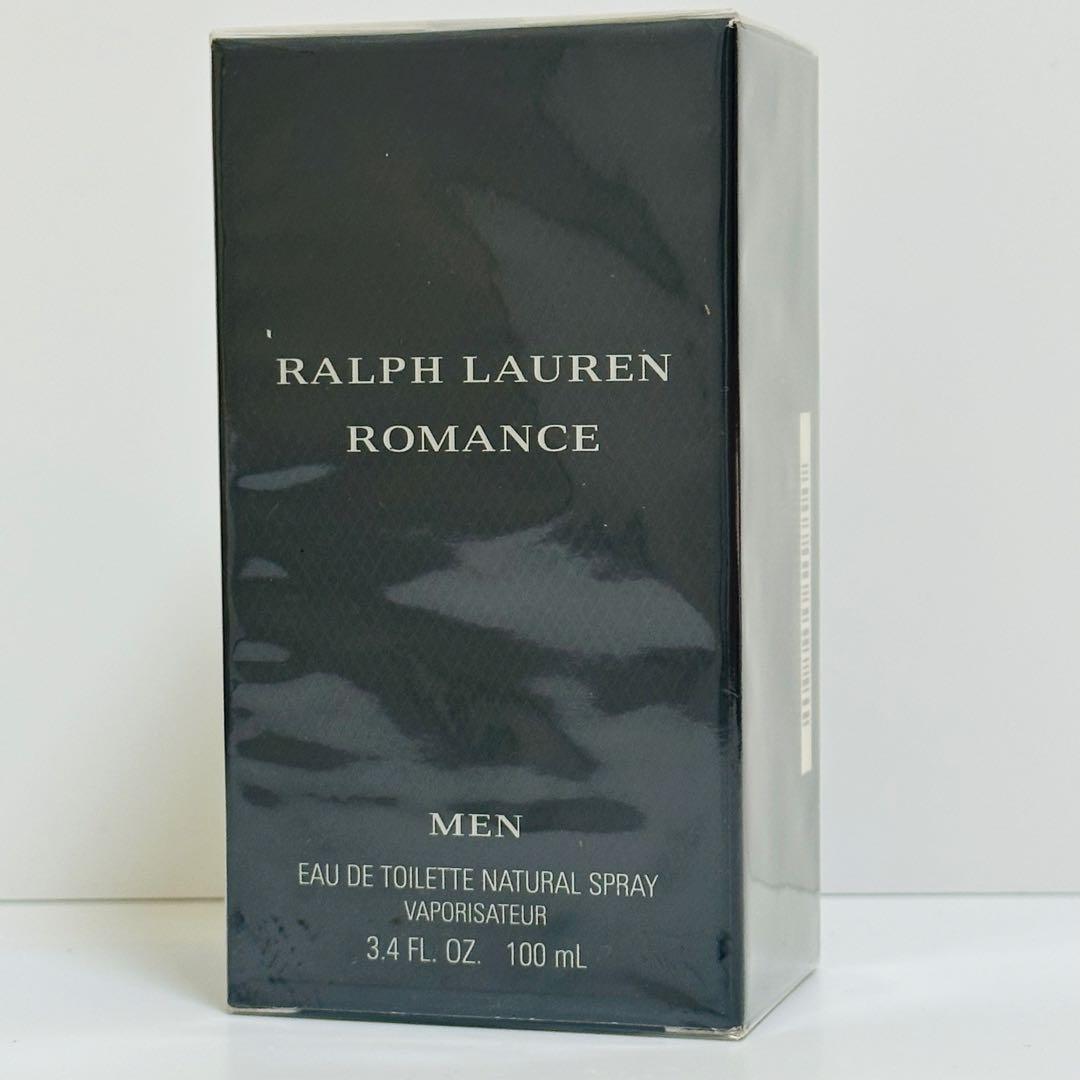 RALPH LAUREN
ROMANCE
MEN
EAU DE TOILETTE NATURAL SPRAY
VAPORISATEUR
3.4 FL. OZ. 100 mL